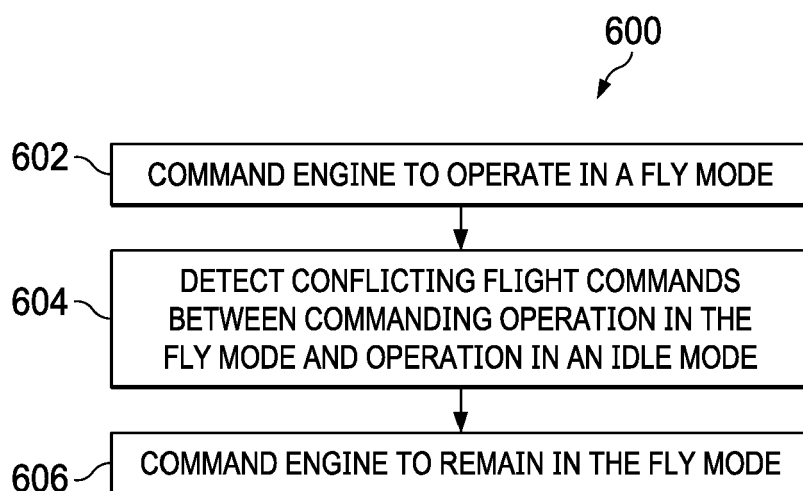 600
602
COMMAND ENGINE TO OPERATE IN A FLY MODE
604
DETECT CONFLICTING FLIGHT COMMANDS
BETWEEN COMMANDING OPERATION IN THE
FLY MODE AND OPERATION IN AN IDLE MODE
606
COMMAND ENGINE TO REMAIN IN THE FLY MODE